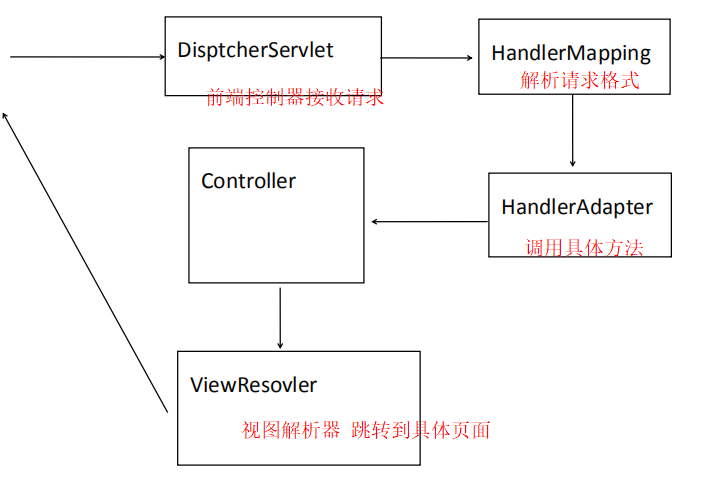 DisptcherServlet
前端控制器接收请求
HandlerMapping
解析请求格式
Controller
HandlerAdapter
调用具体方法
ViewResovler
视图解析器 跳转到具体页面